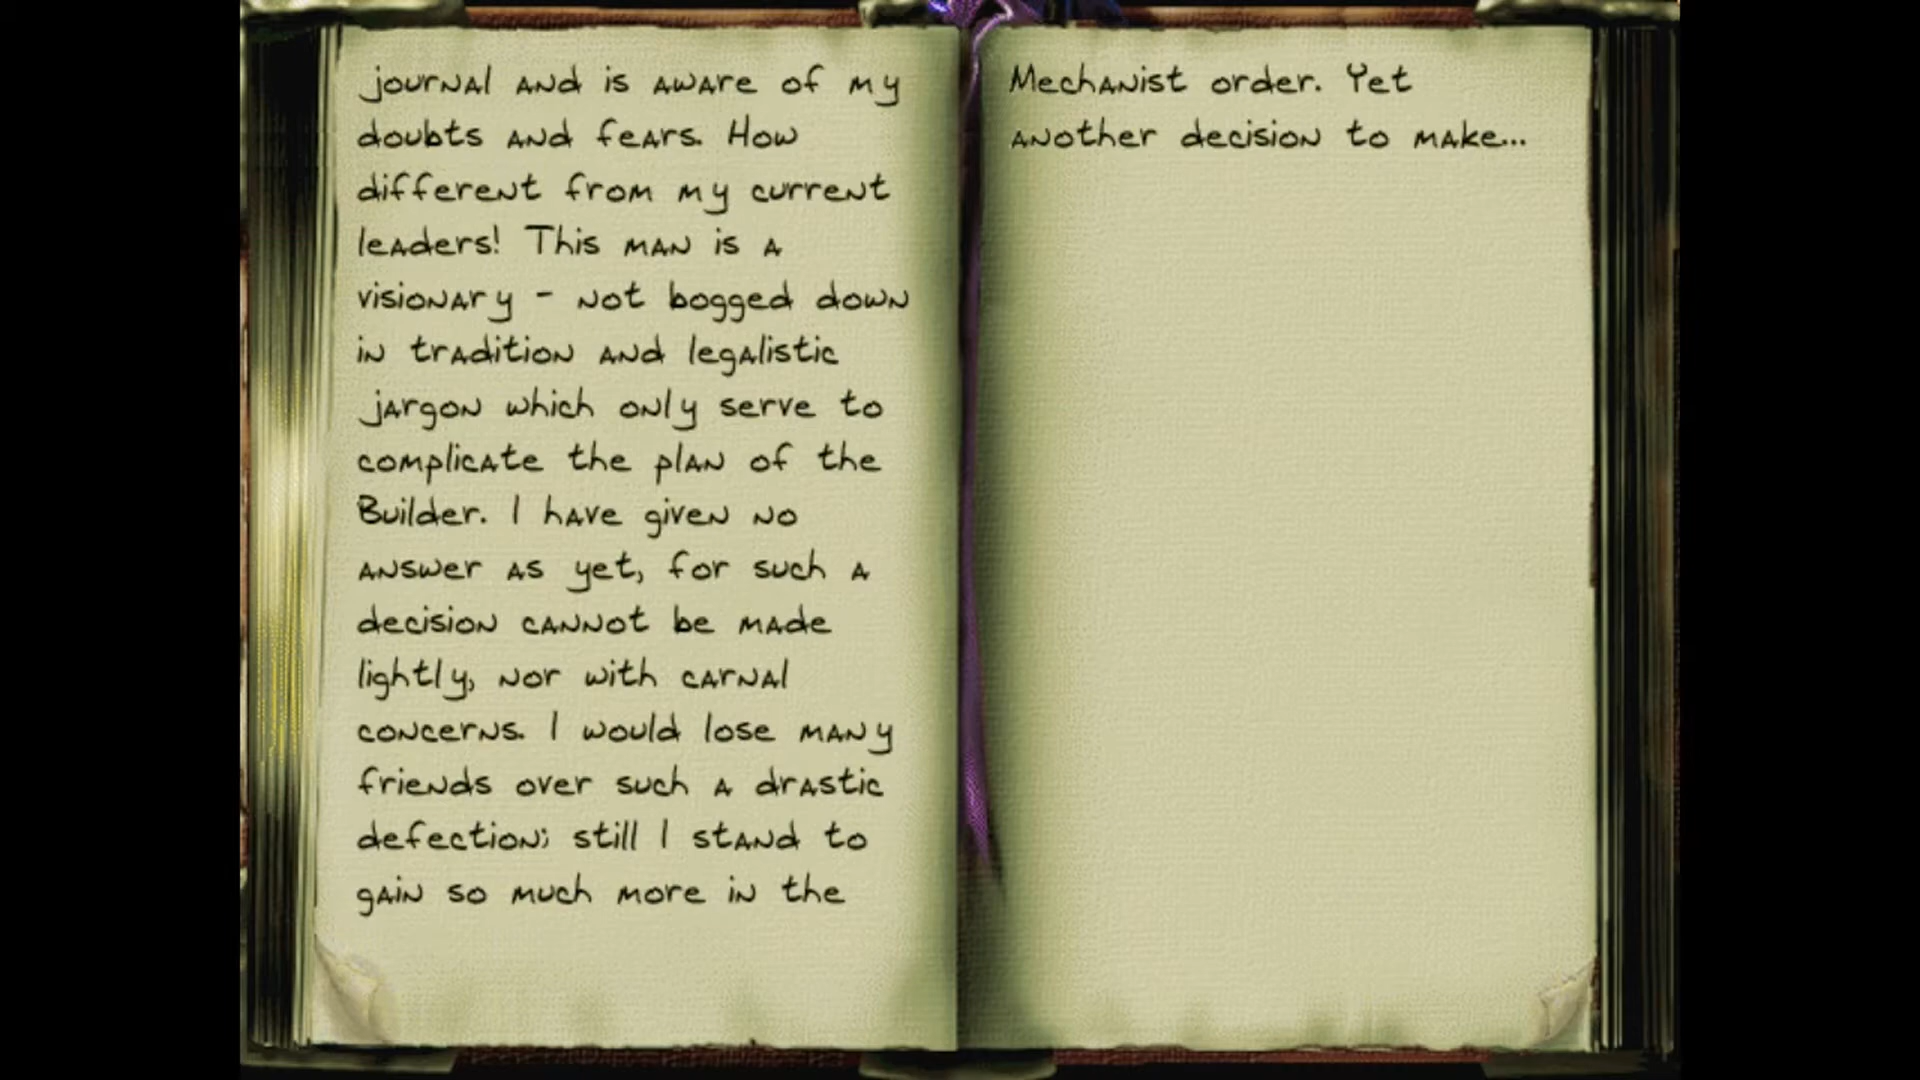 journal and is aware of my
doubts and fears. How
different from my current
leaders! This man is a
visionary - not bogged down
in tradition and legalistic
jargon which only serve to
complicate the plan of the
Builder. I have given no
answer as yet, for such a
decision cannot be made
lightly, nor with carnal
concerns. I would lose many
friends over such a drastic
defection; still I stand to
gain so much more in the
Mechanist order. Yet
another decision to make...